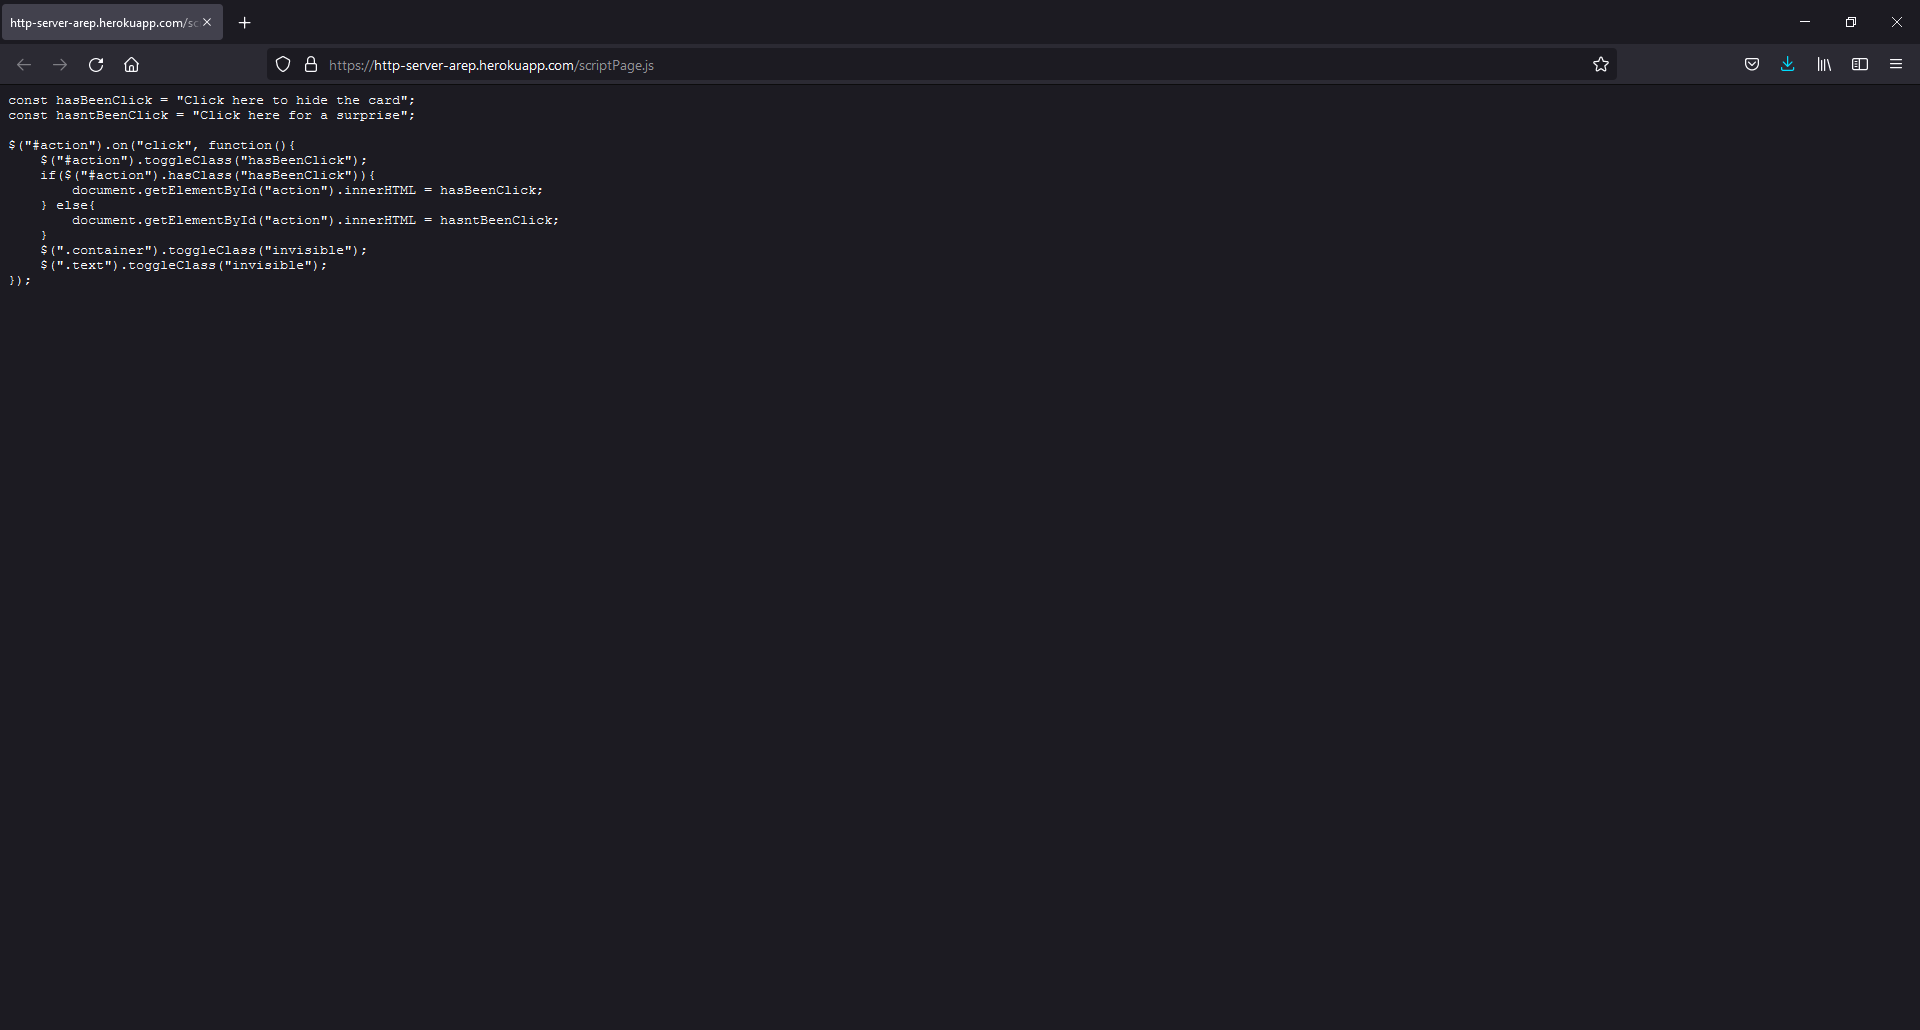 http-server-arep.herokuapp.com/sc
https://http-server-arep.herokuapp.com/scriptPage.js
const hasBeenClick = "Click here to hide the card";
const hasntBeenClick = "Click here for a surprise";
$("#action").on("click", function(){
    $("#action").toggleClass("hasBeenClick");
    if($("#action").hasClass("hasBeenClick")){
        document.getElementById("action").innerHTML = hasBeenClick;
    } else{
        document.getElementById("action").innerHTML = hasntBeenClick;
    }
    $(".container").toggleClass("invisible");
    $(".text").toggleClass("invisible");
});